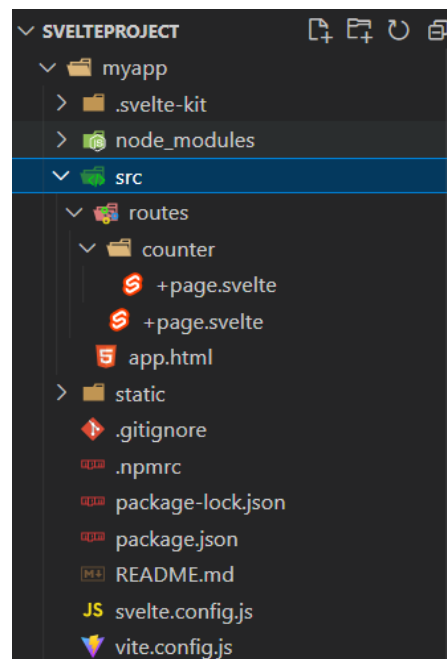 SVELTEPROJECT
myapp
.svelte-kit
node_modules
src
routes
counter
+page.svelte
+page.svelte
app.html
static
.gitignore
.npmrc
package-lock.json
package.json
README.md
JS svelte.config.js
vite.config.js